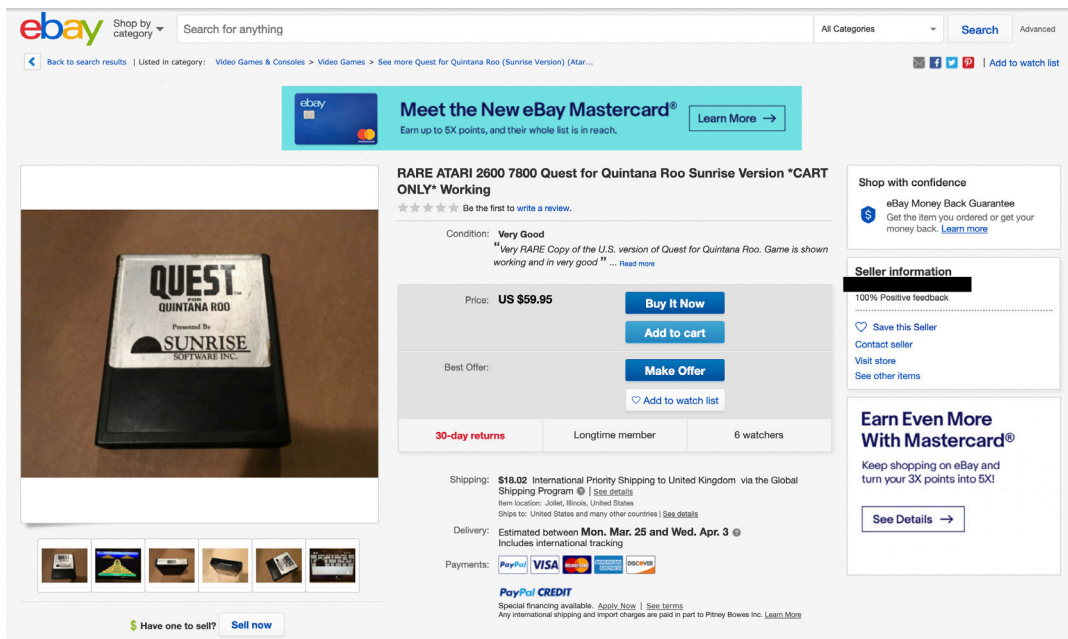 ebay
Shop by
category
Search for anything
All Categories
Search
Advanced
Back to search results | Listed in category: Video Games & Consoles > Video Games > See more Quest for Quintana Roo (Sunrise Version) (Atar...
| Add to watch list
ebay
Meet the New eBay Mastercard®
Earn up to 5X points, and their whole list is in reach.
Learn More →
RARE ATARI 2600 7800 Quest for Quintana Roo Sunrise Version *CART
ONLY* Working
Be the first to write a review.
Condition: Very Good
“Very RARE Copy of the U.S. version of Quest for Quintana Roo. Game is shown
working and in very good ” ... Read more
Price: US $59.95
Buy It Now
Add to cart
Best Offer:
Make Offer
Add to watch list
30-day returns
Longtime member
6 watchers
Shipping: $18.02 International Priority Shipping to United Kingdom via the Global
Shipping Program | See details
Item location: Joliet, Illinois, United States
Ships to: United States and many other countries | See details
Delivery: Estimated between Mon. Mar. 25 and Wed. Apr. 3
Includes international tracking
Payments: PayPal VISA MasterCard AMERICAN EXPRESS DISCOVER
PayPal CREDIT
Special financing available. Apply Now | See terms
Any international shipping and import charges are paid in part to Pitney Bowes Inc. Learn More
QUEST™
FOR
QUINTANA ROO
Presented By
SUNRISE
SOFTWARE INC.
$ Have one to sell? Sell now
Shop with confidence
eBay Money Back Guarantee
Get the item you ordered or get your
money back. Learn more
Seller information
100% Positive feedback
Save this Seller
Contact seller
Visit store
See other items
Earn Even More
With Mastercard®
Keep shopping on eBay and
turn your 3X points into 5X!
See Details →